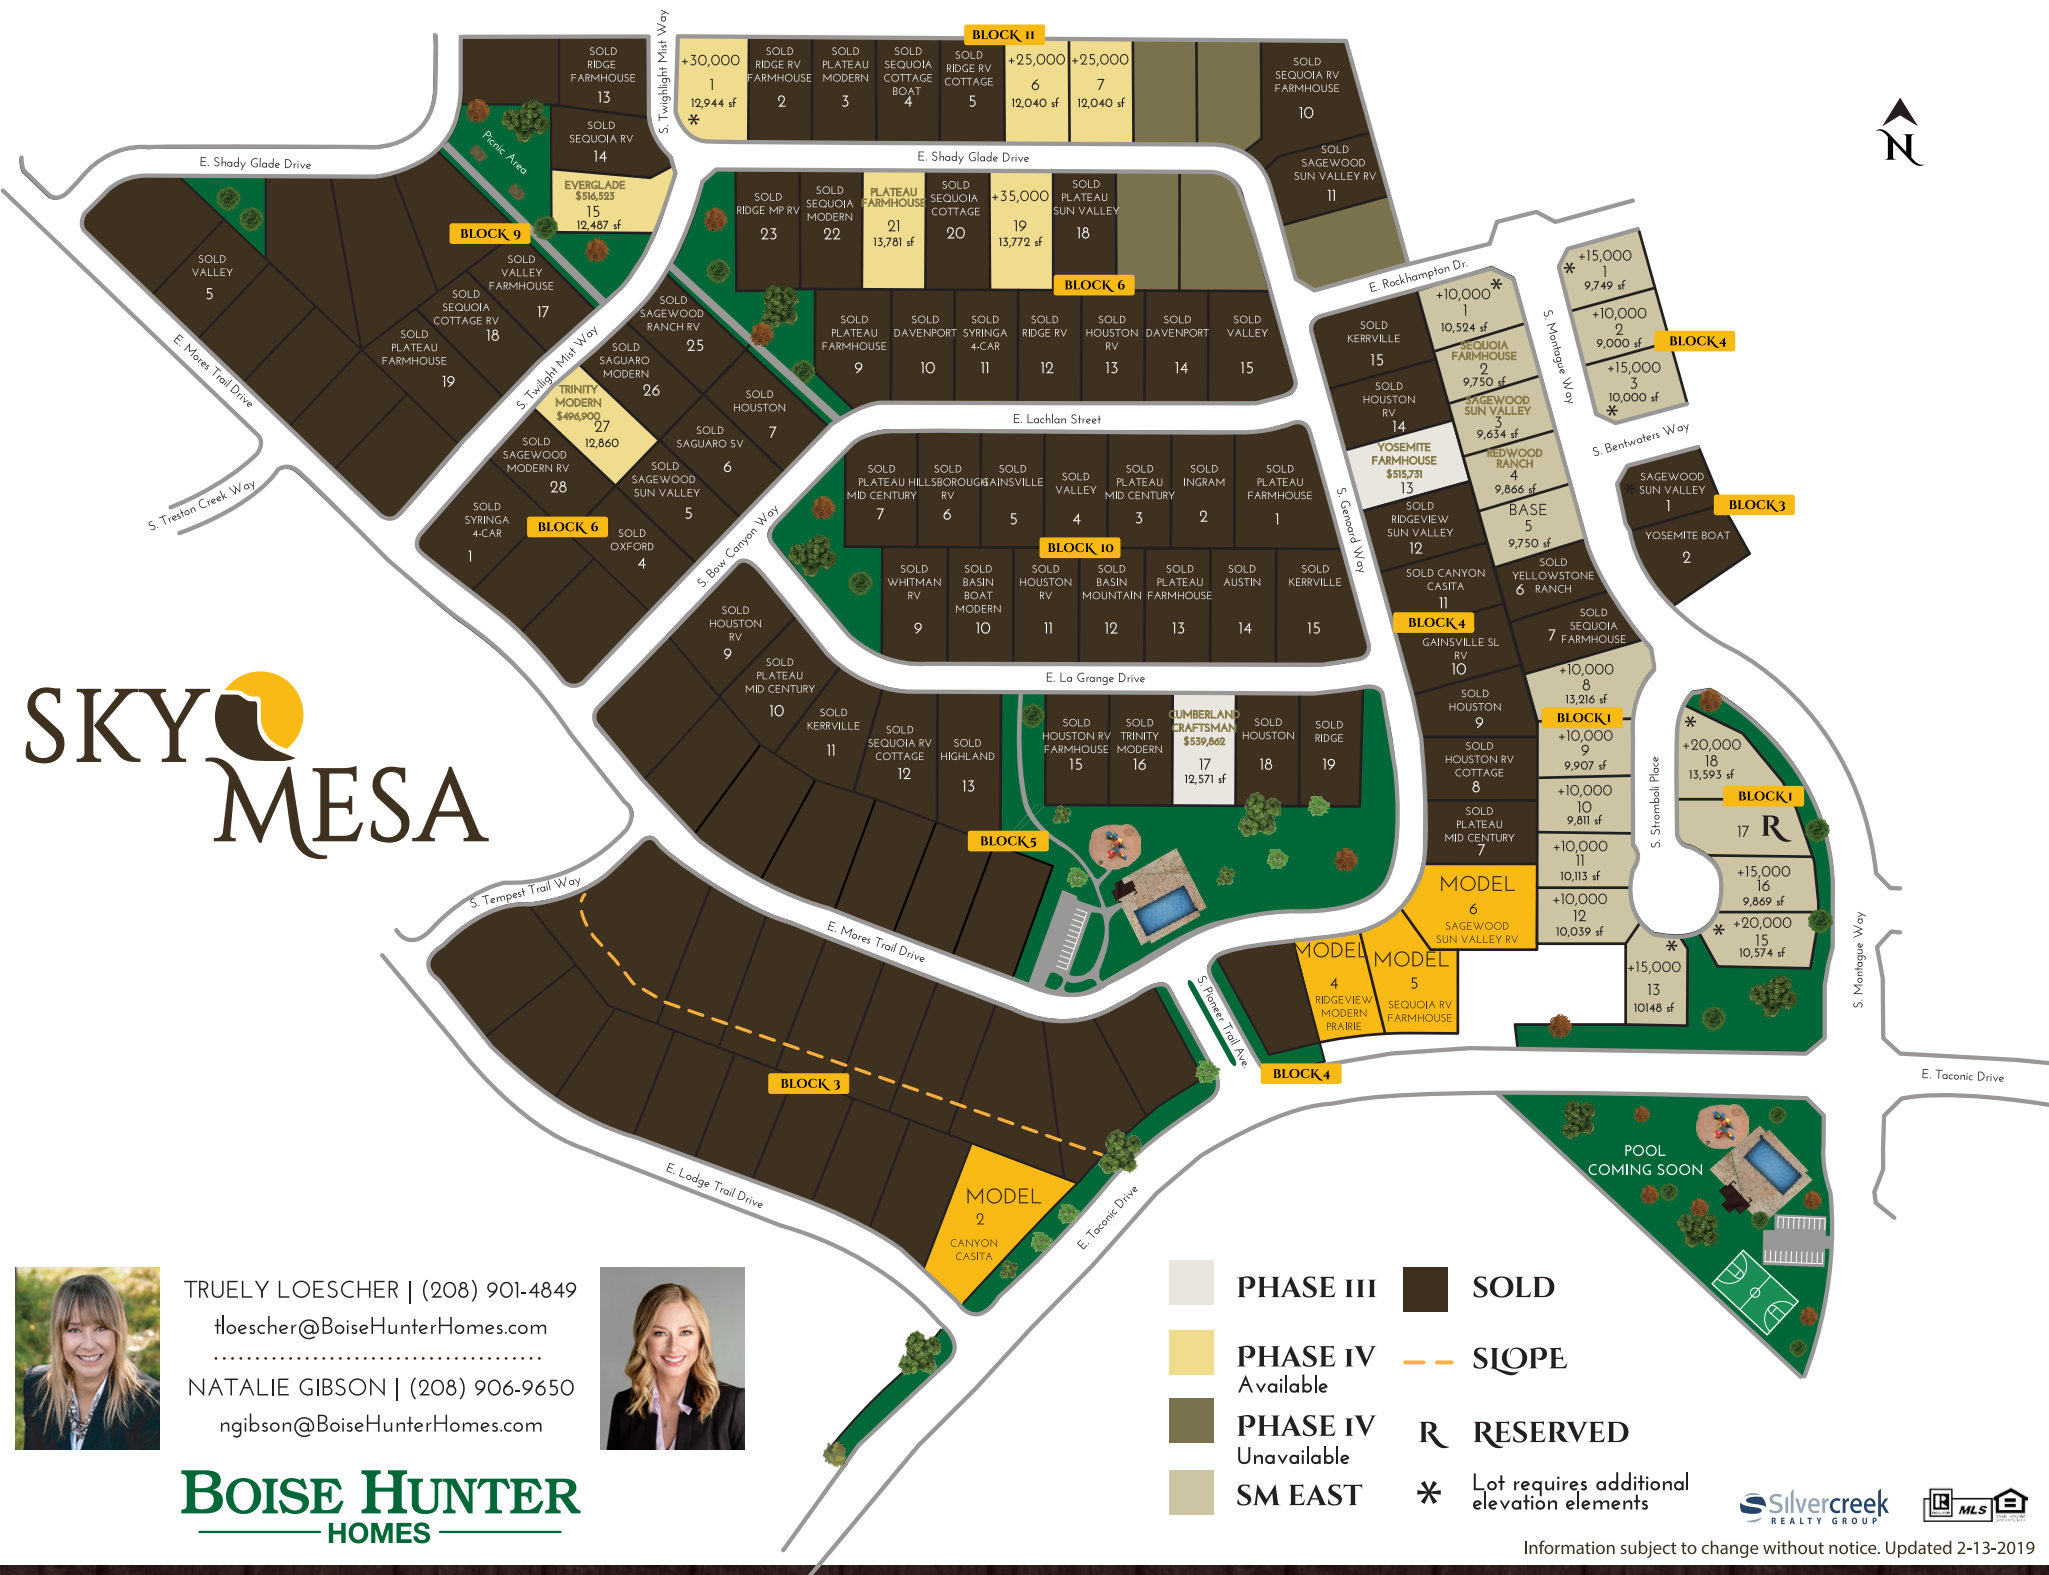 BLOCK 11
S. Twighlight Mist Way
SOLD
RIDGE
FARMHOUSE
13
SOLD
SEQUOIA RV
14
EVERGLADE
$516,523
15
12,487 sf
Picnic Area
E. Shady Glade Drive
BLOCK 9
+30,000
1
12,944 sf
*
SOLD
RIDGE RV
FARMHOUSE
2
SOLD
PLATEAU
MODERN
3
SOLD
SEQUOIA
COTTAGE
BOAT
4
SOLD
RIDGE RV
COTTAGE
5
+25,000
6
12,040 sf
+25,000
7
12,040 sf
SOLD
SEQUOIA RV
FARMHOUSE
10
SOLD
SAGEWOOD
SUN VALLEY RV
11
E. Shady Glade Drive
N
SOLD
RIDGE MP RV
23
SOLD
SEQUOIA
MODERN
22
PLATEAU
FARMHOUSE
21
13,781 sf
SOLD
SEQUOIA
COTTAGE
20
+35,000
19
13,772 sf
SOLD
PLATEAU
SUN VALLEY
18
BLOCK 6
SOLD
VALLEY
5
SOLD
VALLEY
FARMHOUSE
17
SOLD
SEQUOIA
COTTAGE RV
18
SOLD
PLATEAU
FARMHOUSE
19
E. Mores Trail Drive
S. Twilight Mist Way
SOLD
SAGEWOOD
RANCH RV
25
SOLD
SAGUARO
MODERN
26
TRINITY
MODERN
$496,900
27
12,860
SOLD
SAGEWOOD
MODERN RV
28
SOLD
HOUSTON
7
SOLD
SAGUARO SV
6
SOLD
SAGEWOOD
SUN VALLEY
5
SOLD
OXFORD
4
SOLD
SYRINGA
4-CAR
1
BLOCK 6
S. Treston Creek Way
S. Bow Canyon Way
SOLD
PLATEAU
FARMHOUSE
9
SOLD
DAVENPORT
10
SOLD
SYRINGA
4-CAR
11
SOLD
RIDGE RV
12
SOLD
HOUSTON
RV
13
SOLD
DAVENPORT
14
SOLD
VALLEY
15
E. Lachlan Street
SOLD
PLATEAU
MID CENTURY
7
SOLD
HILLSBOROUGH
RV
6
SOLD
GAINSVILLE
5
SOLD
VALLEY
4
SOLD
PLATEAU
MID CENTURY
3
SOLD
INGRAM
2
SOLD
PLATEAU
FARMHOUSE
1
BLOCK 10
SOLD
WHITMAN
RV
9
SOLD
BASIN
BOAT
MODERN
10
SOLD
HOUSTON
RV
11
SOLD
BASIN
MOUNTAIN
12
SOLD
PLATEAU
FARMHOUSE
13
SOLD
AUSTIN
14
SOLD
KERRVILLE
15
E. La Grange Drive
S. Genoard Way
E. Rockhampton Dr.
SOLD
KERRVILLE
15
SOLD
HOUSTON
RV
14
YOSEMITE
FARMHOUSE
$515,731
13
SOLD
RIDGEVIEW
SUN VALLEY
12
SOLD CANYON
CASITA
11
BLOCK 4
GAINSVILLE SL
RV
10
SOLD
HOUSTON
9
SOLD
HOUSTON RV
COTTAGE
8
SOLD
PLATEAU
MID CENTURY
7
MODEL
6
SAGEWOOD
SUN VALLEY RV
MODEL
5
SEQUOIA RV
FARMHOUSE
MODEL
4
RIDGEVIEW
MODERN
PRAIRIE
*
+10,000
1
10,524 sf
SEQUOIA
FARMHOUSE
2
9,750 sf
SAGEWOOD
SUN VALLEY
3
9,634 sf
REDWOOD
RANCH
4
9,866 sf
BASE
5
9,750 sf
SOLD
YELLOWSTONE
6 RANCH
SOLD
SEQUOIA
7 FARMHOUSE
+10,000
8
13,216 sf
BLOCK 1
+10,000
9
9,907 sf
+10,000
10
9,811 sf
+10,000
11
10,113 sf
+10,000
12
10,039 sf
*
+15,000
13
10148 sf
S. Montague Way
*
+15,000
1
9,749 sf
+10,000
2
9,000 sf
BLOCK 4
+15,000
3
10,000 sf
*
S. Bentwaters Way
SAGEWOOD
* SUN VALLEY
1
BLOCK 3
YOSEMITE BOAT
2
S. Stromboli Place
*
+20,000
18
13,593 sf
BLOCK 1
17 R
+15,000
16
9,869 sf
*
+20,000
15
10,574 sf
S. Montague Way
E. Taconic Drive
SKY
MESA
SOLD
HOUSTON
RV
9
SOLD
PLATEAU
MID CENTURY
10
SOLD
KERRVILLE
11
SOLD
SEQUOIA RV
COTTAGE
12
SOLD
HIGHLAND
13
BLOCK 5
SOLD
HOUSTON RV
FARMHOUSE
15
SOLD
TRINITY
MODERN
16
CUMBERLAND
CRAFTSMAN
$539,862
17
12,571 sf
SOLD
HOUSTON
18
SOLD
RIDGE
19
S. Tempest Trail Way
E. Mores Trail Drive
S. Pioneer Trail Ave.
BLOCK 4
BLOCK 3
E. Lodge Trail Drive
MODEL
2
CANYON
CASITA
E. Taconic Drive
POOL
COMING SOON
TRUELY LOESCHER | (208) 901-4849
tloescher@BoiseHunterHomes.com
NATALIE GIBSON | (208) 906-9650
ngibson@BoiseHunterHomes.com
BOISE HUNTER
HOMES
PHASE III
PHASE IV
Available
PHASE IV
Unavailable
SM EAST
SOLD
SLOPE
R RESERVED
* Lot requires additional
elevation elements
Silvercreek
REALTY GROUP
R MLS
Information subject to change without notice. Updated 2-13-2019